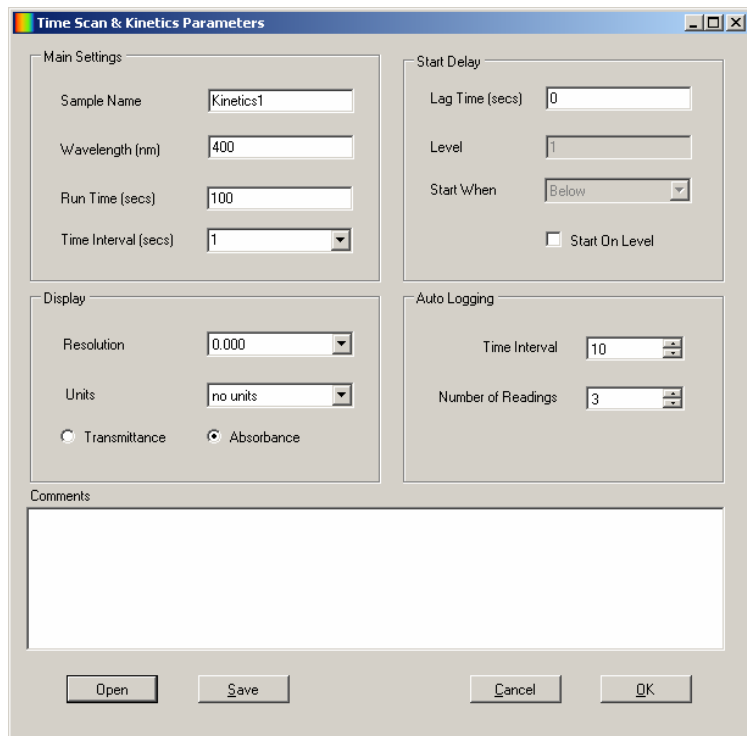 Time Scan & Kinetics Parameters
Main Settings
Sample Name Kinetics1
Wavelength (nm) 400
Run Time (secs) 100
Time Interval (secs) 1
Start Delay
Lag Time (secs) 0
Level 1
Start When Below
Start On Level
Display
Resolution 0.000
Units no units
Transmittance Absorbance
Auto Logging
Time Interval 10
Number of Readings 3
Comments
Open Save Cancel OK